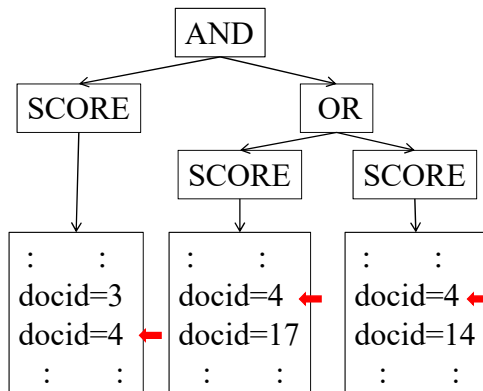 AND
SCORE
OR
SCORE
SCORE
: :
docid=3
docid=4
: :
: :
docid=4
docid=17
: :
: :
docid=4
docid=14
: :